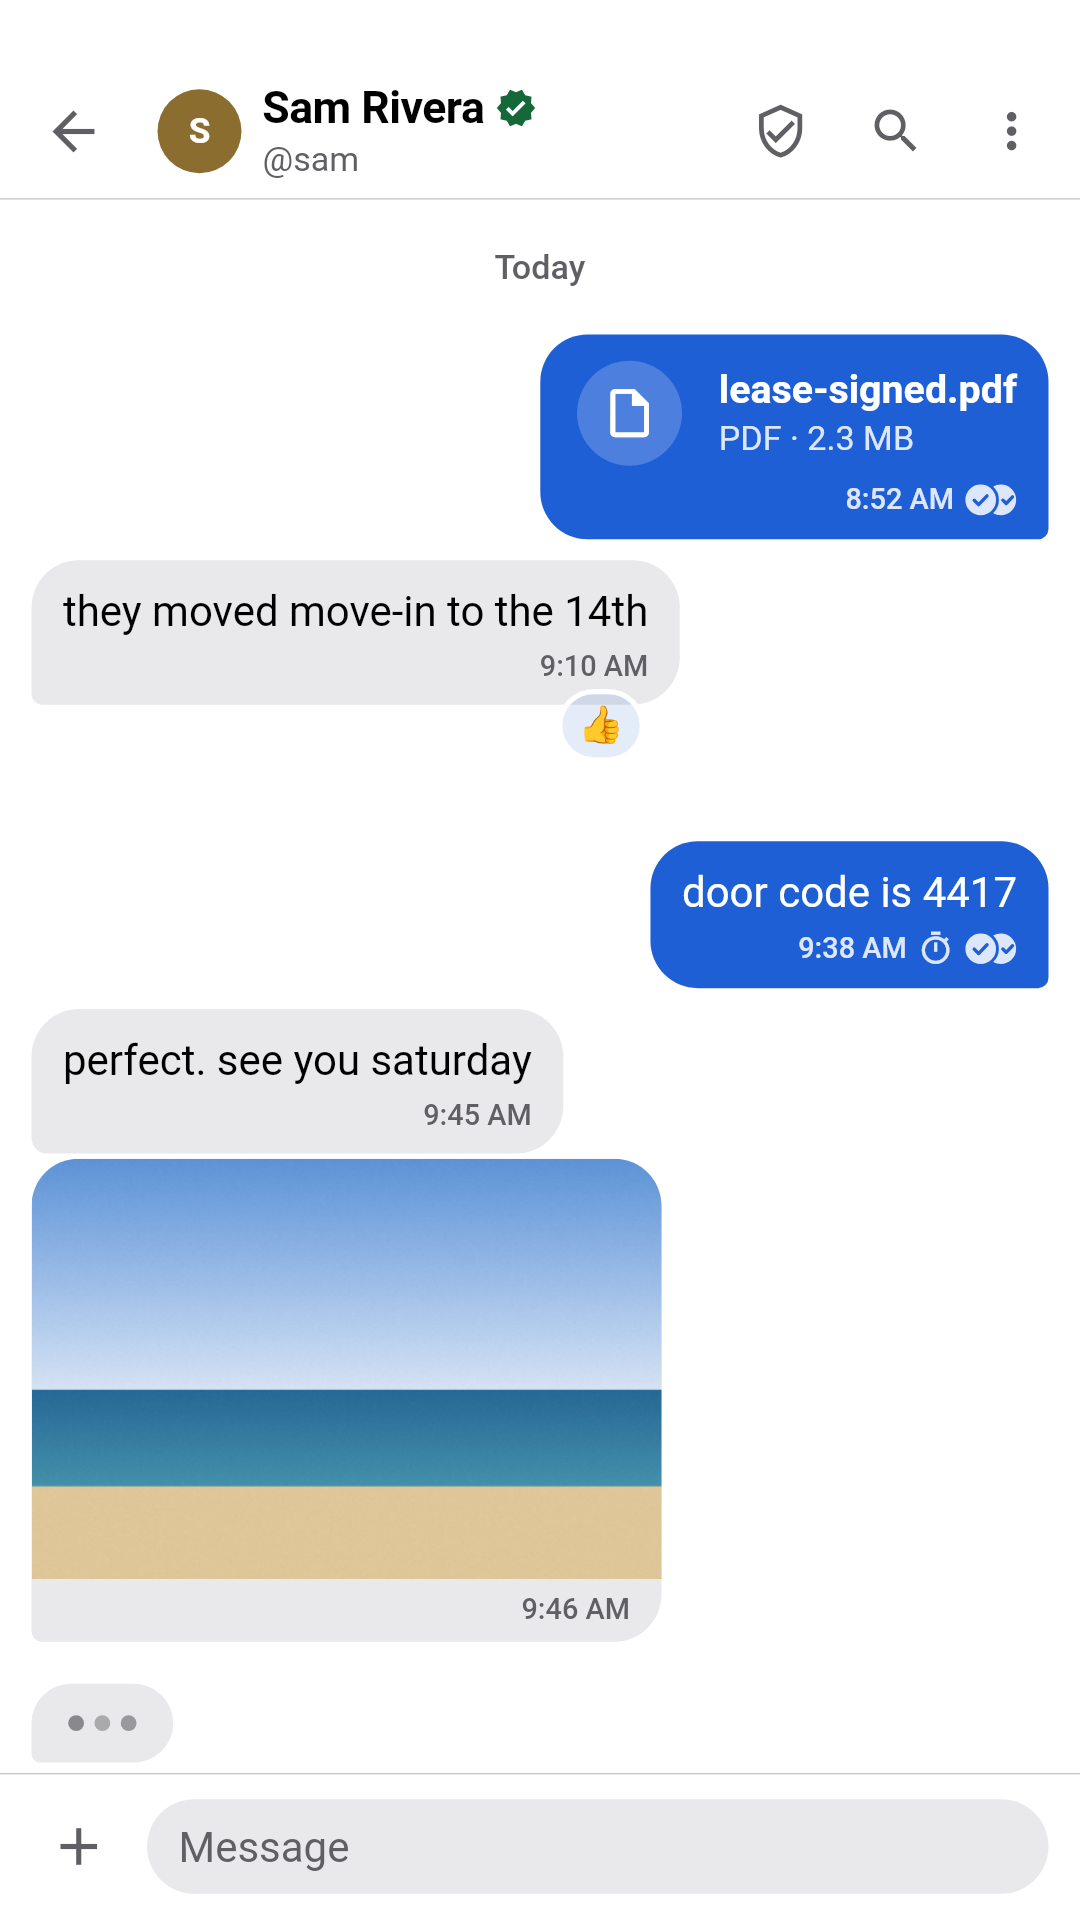 S
Sam Rivera
@sam
Today
lease-signed.pdf
PDF · 2.3 MB
8:52 AM
they moved move-in to the 14th
9:10 AM
👍
door code is 4417
9:38 AM
perfect. see you saturday
9:45 AM
9:46 AM
Message